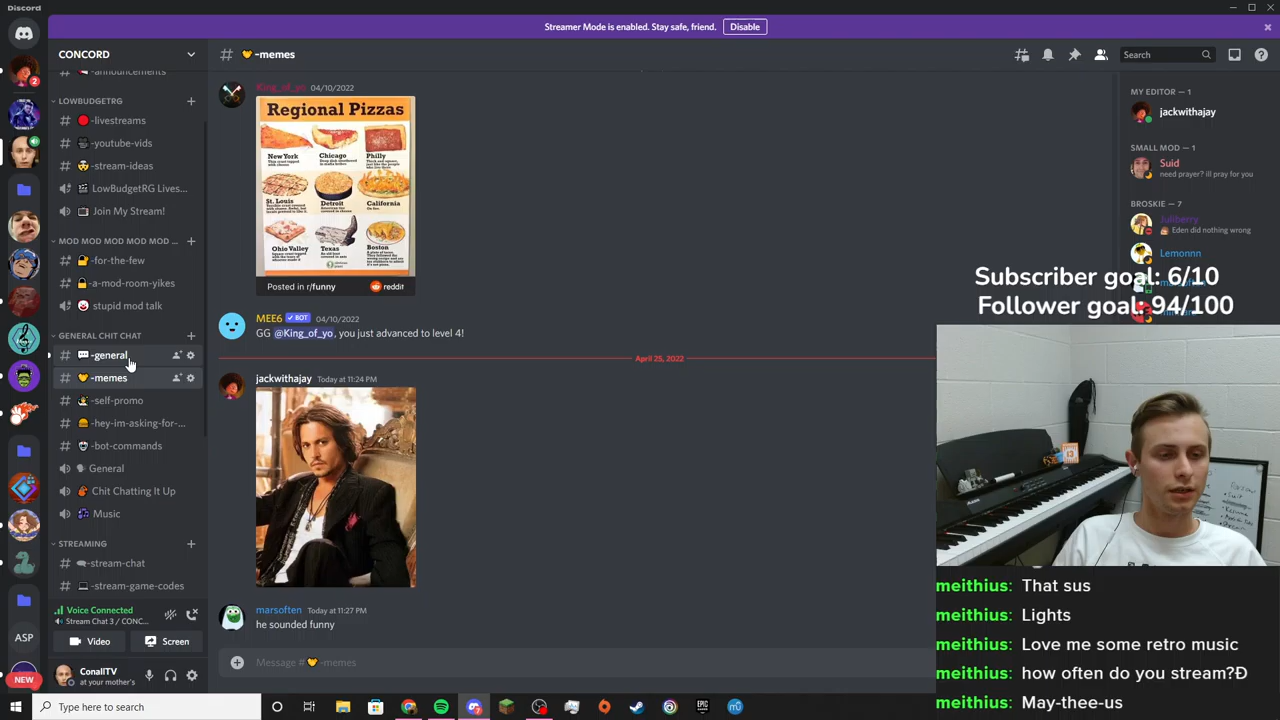 Discord
Streamer Mode is enabled. Stay safe, friend.
Disable
CONCORD
-announcements
LOWBUDGETRG
-livestreams
-youtube-vids
-stream-ideas
LowBudgetRG Lives...
Join My Stream!
MOD MOD MOD MOD MOD ...
-for-the-few
-a-mod-room-yikes
stupid mod talk
GENERAL CHIT CHAT
-general
-memes
-self-promo
-hey-im-asking-for-...
-bot-commands
General
Chit Chatting It Up
Music
STREAMING
-stream-chat
-stream-game-codes
Voice Connected
Stream Chat 3 / CONC...
Video
Screen
ConallTV
at your mother's
2
ASP
NEW
# -memes
Search
King_of_yo 04/10/2022
Regional Pizzas
New York
Chicago
Philly
St. Louis
Detroit
California
Ohio Valley
Texas
Boston
Posted in r/funny
reddit
MEE6 BOT 04/10/2022
GG @King_of_yo, you just advanced to level 4!
April 25, 2022
jackwithajay Today at 11:24 PM
marsoften Today at 11:27 PM
he sounded funny
Message # -memes
MY EDITOR — 1
jackwithajay
SMALL MOD — 1
Suid
need prayer? ill pray for you
BROSKIE — 7
Juliberry
Eden did nothing wrong
Lemonnn
Subscriber goal: 6/10
Follower goal: 94/100
meithius: That sus
meithius: Lights
meithius: Love me some retro music
meithius: how often do you stream?Đ
meithius: May-thee-us
Type here to search